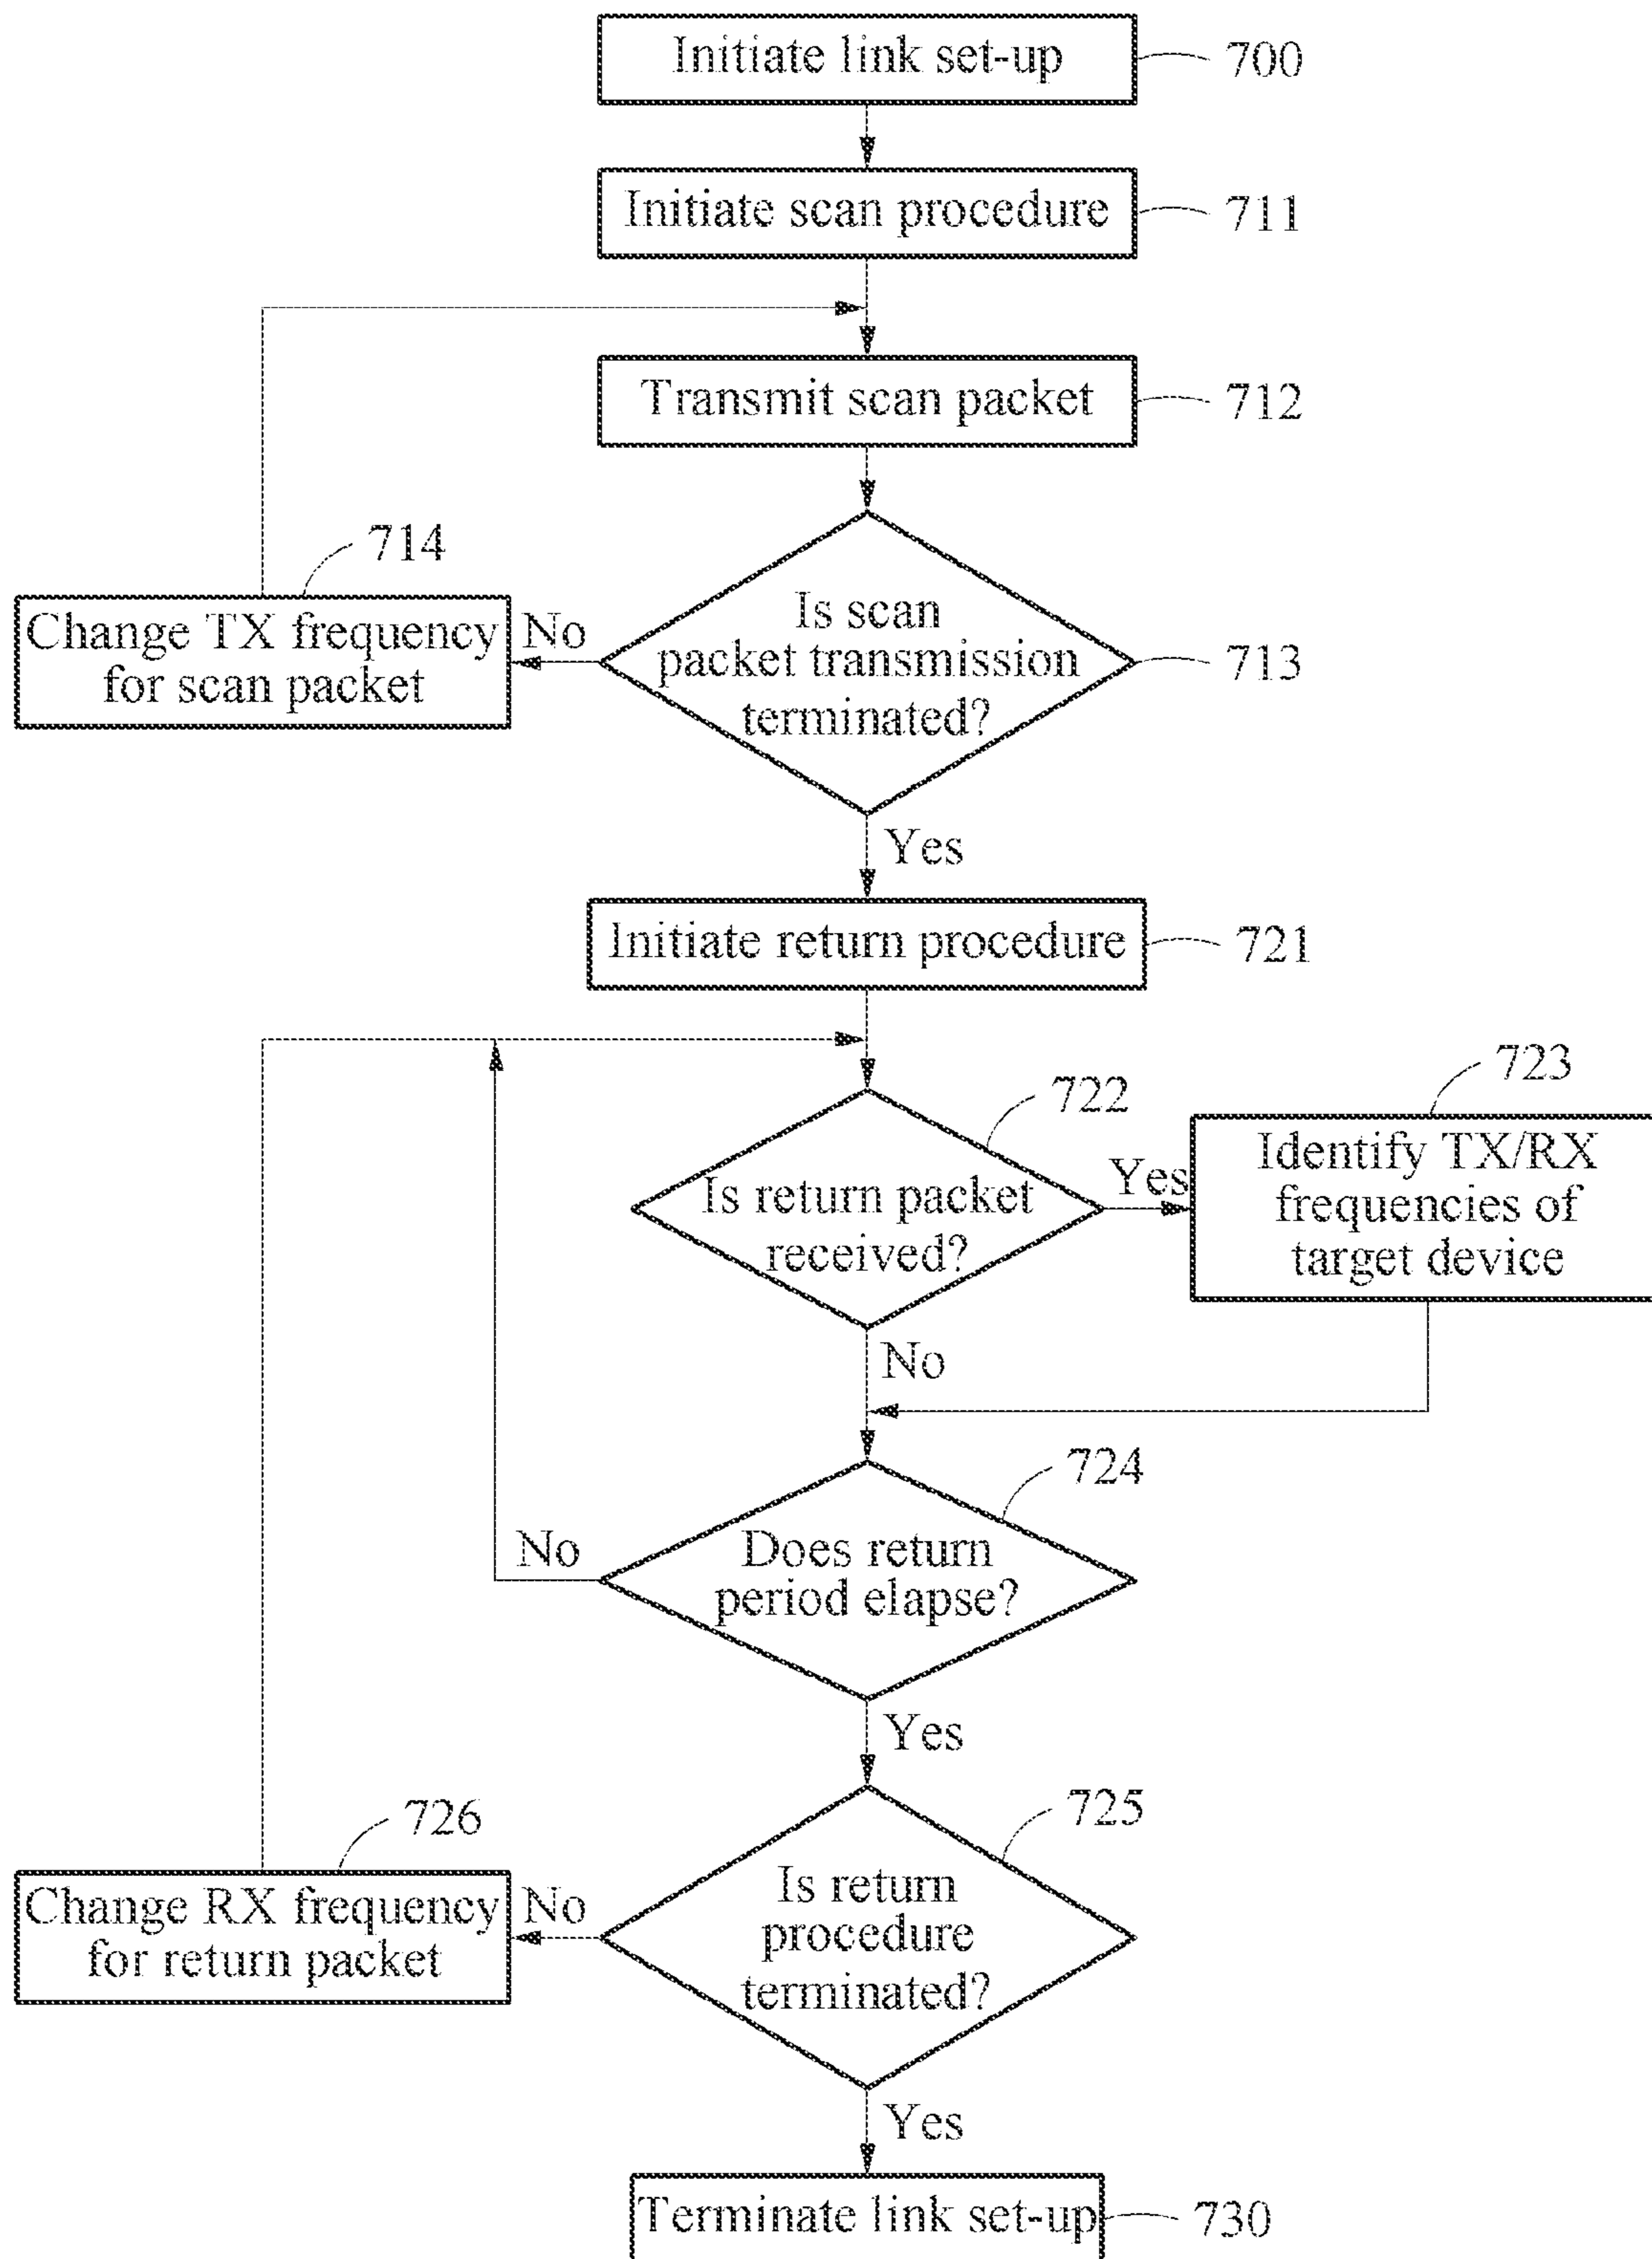 Initiate link set-up
700
Initiate scan procedure
711
Transmit scan packet
712
714
Change TX frequency
for scan packet
No
Is scan
packet transmission
terminated?
713
Yes
Initiate return procedure
721
722
723
Is return packet
received?
Yes
Identify TX/RX
frequencies of
target device
No
724
No
Does return
period elapse?
Yes
726
725
Change RX frequency
for return packet
No
Is return
procedure
terminated?
Yes
Terminate link set-up
730